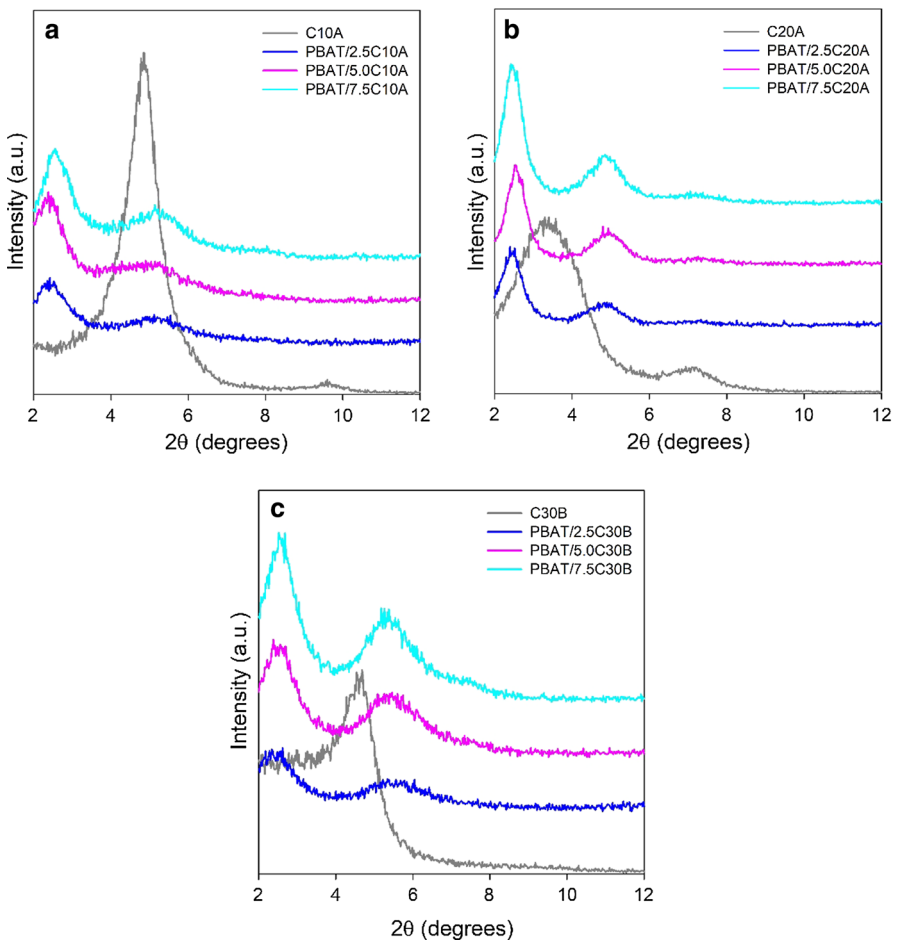 a
C10A
PBAT/2.5C10A
PBAT/5.0C10A
PBAT/7.5C10A
Intensity (a.u.)
2 4 6 8 10 12
2θ (degrees)
b
C20A
PBAT/2.5C20A
PBAT/5.0C20A
PBAT/7.5C20A
Intensity (a.u.)
2 4 6 8 10 12
2θ (degrees)
c
C30B
PBAT/2.5C30B
PBAT/5.0C30B
PBAT/7.5C30B
Intensity (a.u.)
2 4 6 8 10 12
2θ (degrees)